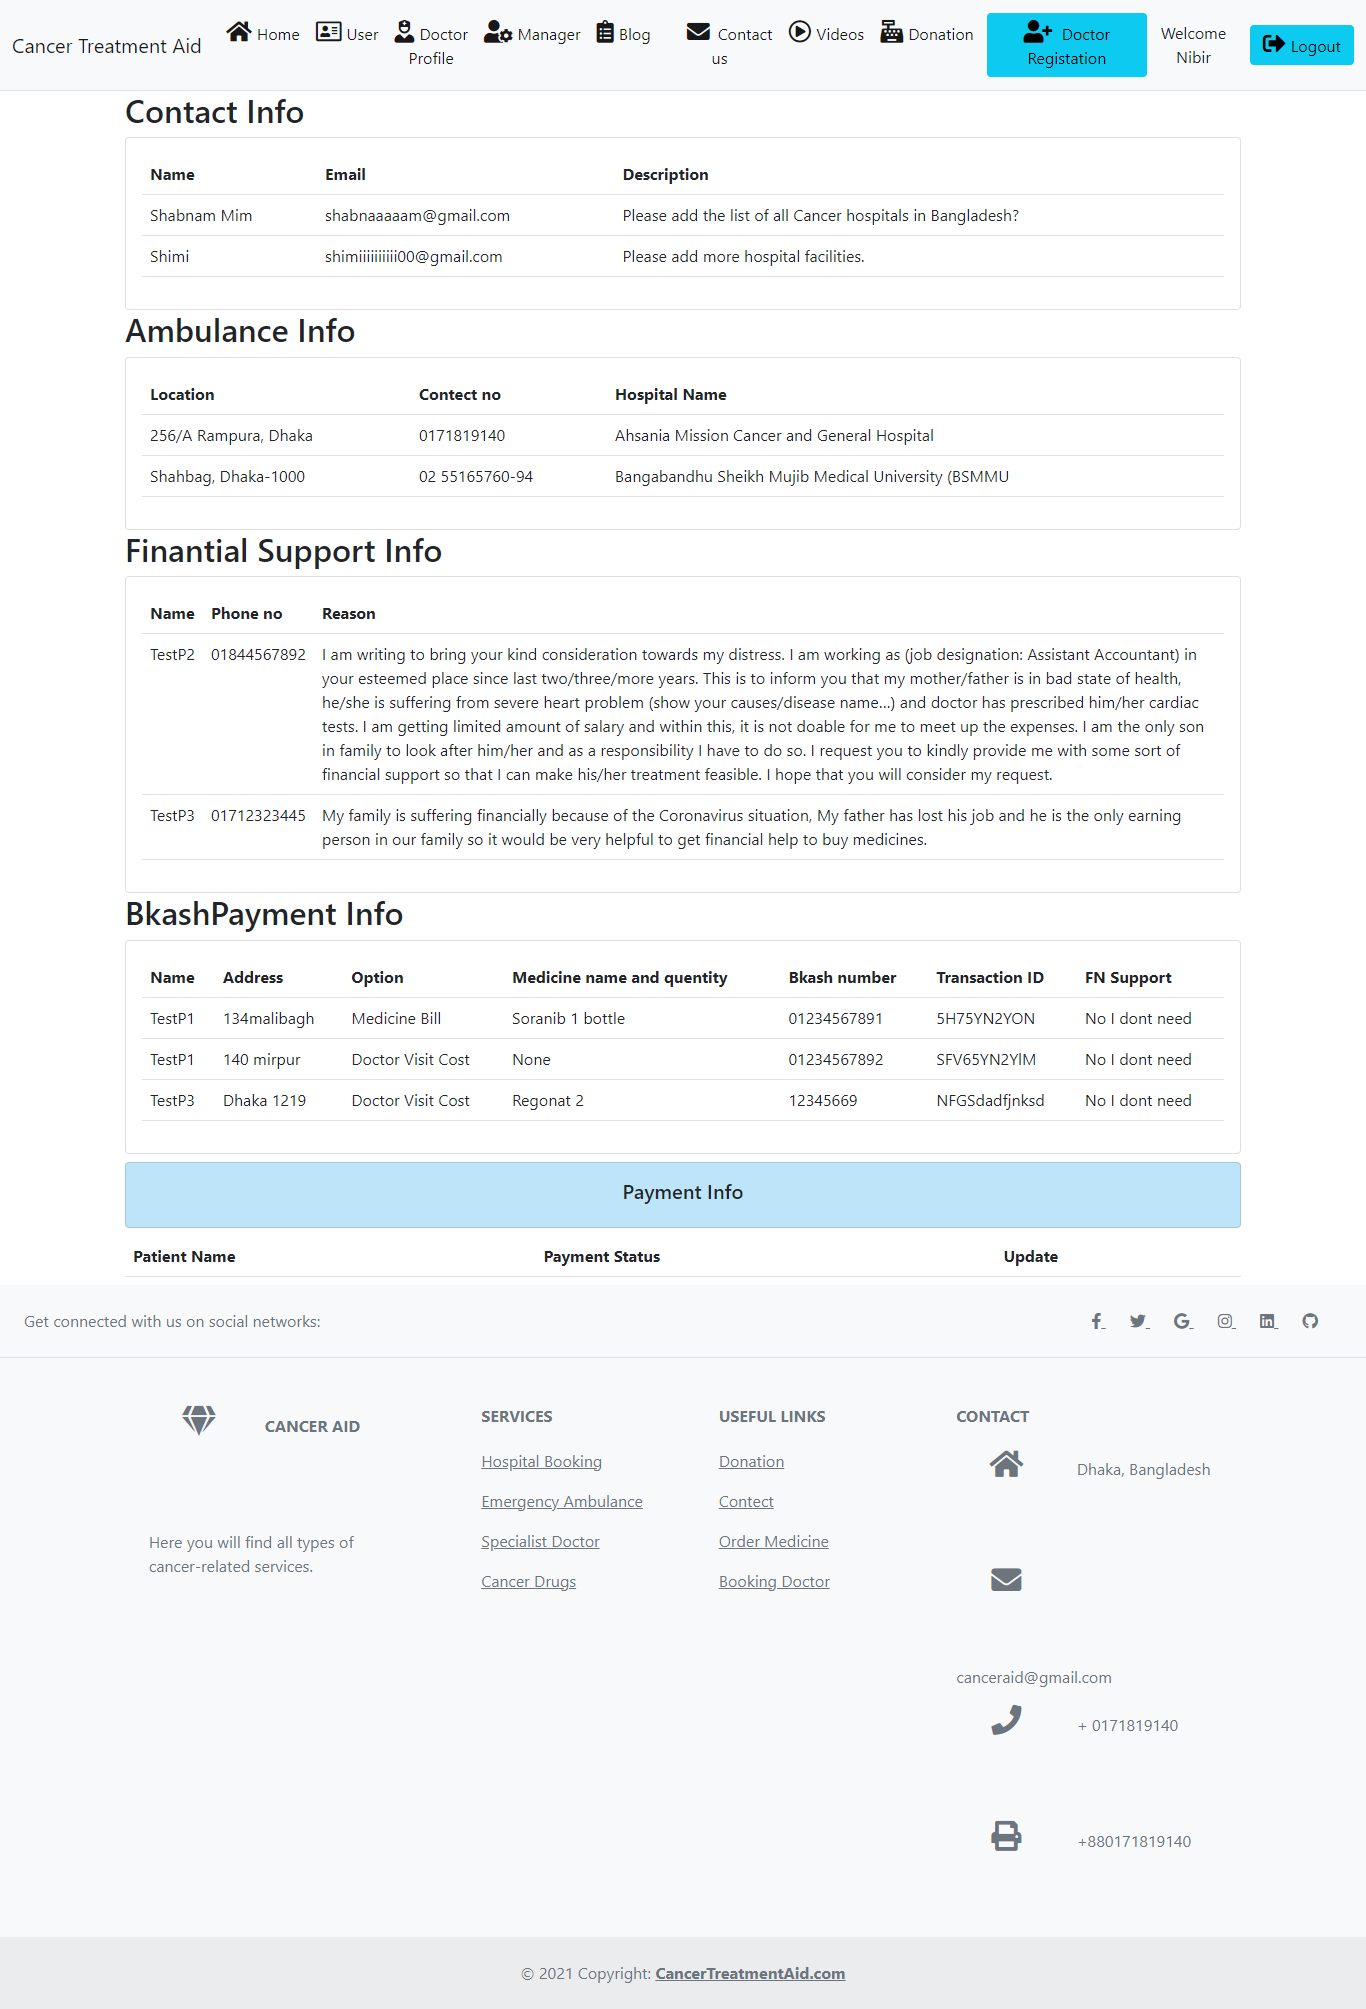 Cancer Treatment Aid
Home
User
Doctor
Profile
Manager
Blog
Contact
us
Videos
Donation
Doctor
Registation
Welcome
Nibir
Logout
Contact Info
Name Email Description
Shabnam Mim shabnaaaaam@gmail.com Please add the list of all Cancer hospitals in Bangladesh?
Shimi shimiiiiiiiiii00@gmail.com Please add more hospital facilities.
Ambulance Info
Location Contect no Hospital Name
256/A Rampura, Dhaka 0171819140 Ahsania Mission Cancer and General Hospital
Shahbag, Dhaka-1000 02 55165760-94 Bangabandhu Sheikh Mujib Medical University (BSMMU
Finantial Support Info
Name Phone no Reason
TestP2 01844567892 I am writing to bring your kind consideration towards my distress. I am working as (job designation: Assistant Accountant) in
your esteemed place since last two/three/more years. This is to inform you that my mother/father is in bad state of health,
he/she is suffering from severe heart problem (show your causes/disease name...) and doctor has prescribed him/her cardiac
tests. I am getting limited amount of salary and within this, it is not doable for me to meet up the expenses. I am the only son
in family to look after him/her and as a responsibility I have to do so. I request you to kindly provide me with some sort of
financial support so that I can make his/her treatment feasible. I hope that you will consider my request.
TestP3 01712323445 My family is suffering financially because of the Coronavirus situation, My father has lost his job and he is the only earning
person in our family so it would be very helpful to get financial help to buy medicines.
BkashPayment Info
Name Address Option Medicine name and quentity Bkash number Transaction ID FN Support
TestP1 134malibagh Medicine Bill Soranib 1 bottle 01234567891 5H75YN2YON No I dont need
TestP1 140 mirpur Doctor Visit Cost None 01234567892 SFV65YN2YlM No I dont need
TestP3 Dhaka 1219 Doctor Visit Cost Regonat 2 12345669 NFGSdadfjnksd No I dont need
Payment Info
Patient Name Payment Status Update
Get connected with us on social networks:
CANCER AID
Here you will find all types of
cancer-related services.
SERVICES
Hospital Booking
Emergency Ambulance
Specialist Doctor
Cancer Drugs
USEFUL LINKS
Donation
Contect
Order Medicine
Booking Doctor
CONTACT
Dhaka, Bangladesh
canceraid@gmail.com
+ 0171819140
+880171819140
© 2021 Copyright: CancerTreatmentAid.com